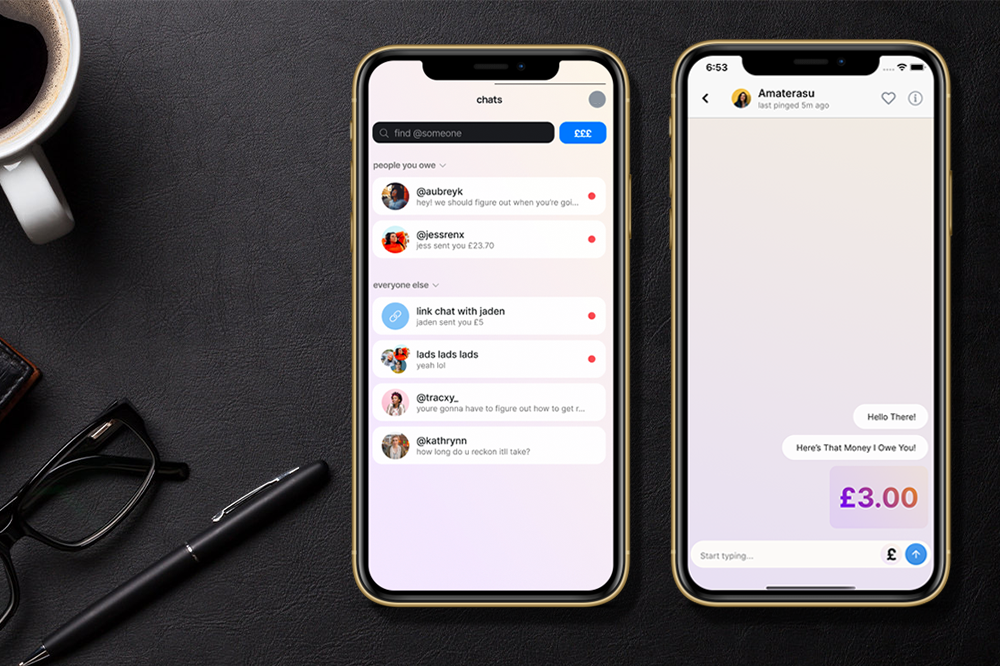 chats
find @someone
£££
people you owe
@aubreyk
hey! we should figure out when you're goi...
@jessrenx
jess sent you £23.70
everyone else
link chat with jaden
jaden sent you £5
lads lads lads
yeah lol
@tracxy_
youre gonna have to figure out how to get r...
@kathrynn
how long do u reckon itll take?
6:53
Amaterasu
last pinged 5m ago
Hello There!
Here's That Money I Owe You!
£3.00
Start typing...
£